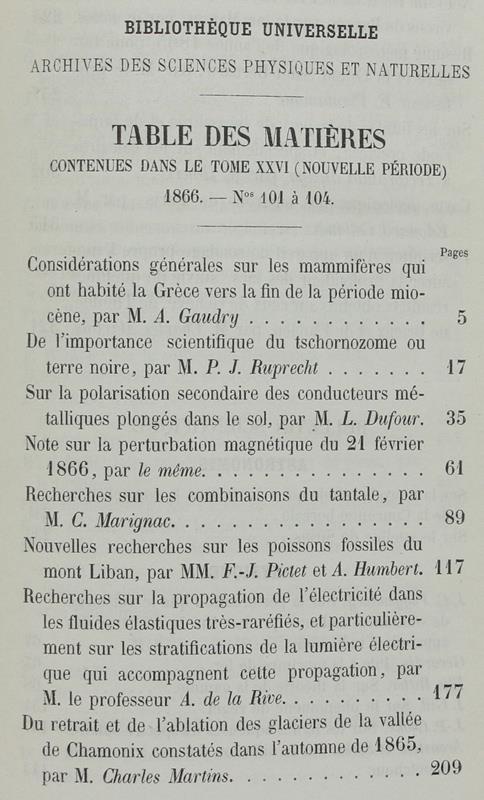 BIBLIOTHÈQUE UNIVERSELLE
ARCHIVES DES SCIENCES PHYSIQUES ET NATURELLES
TABLE DES MATIÈRES
CONTENUES DANS LE TOME XXVI (NOUVELLE PÉRIODE)
1866. — Nos 101 à 104.
Pages
Considérations générales sur les mammifères qui
ont habité la Grèce vers la fin de la période mio-
cène, par M. A. Gaudry . . . . . . . . . . . . 5
De l'importance scientifique du tschornozome ou
terre noire, par M. P. J. Ruprecht . . . . . . . 17
Sur la polarisation secondaire des conducteurs mé-
talliques plongés dans le sol, par M. L. Dufour. 35
Note sur la perturbation magnétique du 21 février
1866, par le même. . . . . . . . . . . . . . . 61
Recherches sur les combinaisons du tantale, par
M. C. Marignac. . . . . . . . . . . . . . . . . 89
Nouvelles recherches sur les poissons fossiles du
mont Liban, par MM. F.-J. Pictet et A. Humbert. 117
Recherches sur la propagation de l'électricité dans
les fluides élastiques très-raréfiés, et particulière-
ment sur les stratifications de la lumière électri-
que qui accompagnent cette propagation, par
M. le professeur A. de la Rive. . . . . . . . . . 177
Du retrait et de l'ablation des glaciers de la vallée
de Chamonix constatés dans l'automne de 1865,
par M. Charles Martins. . . . . . . . . . . . . 209